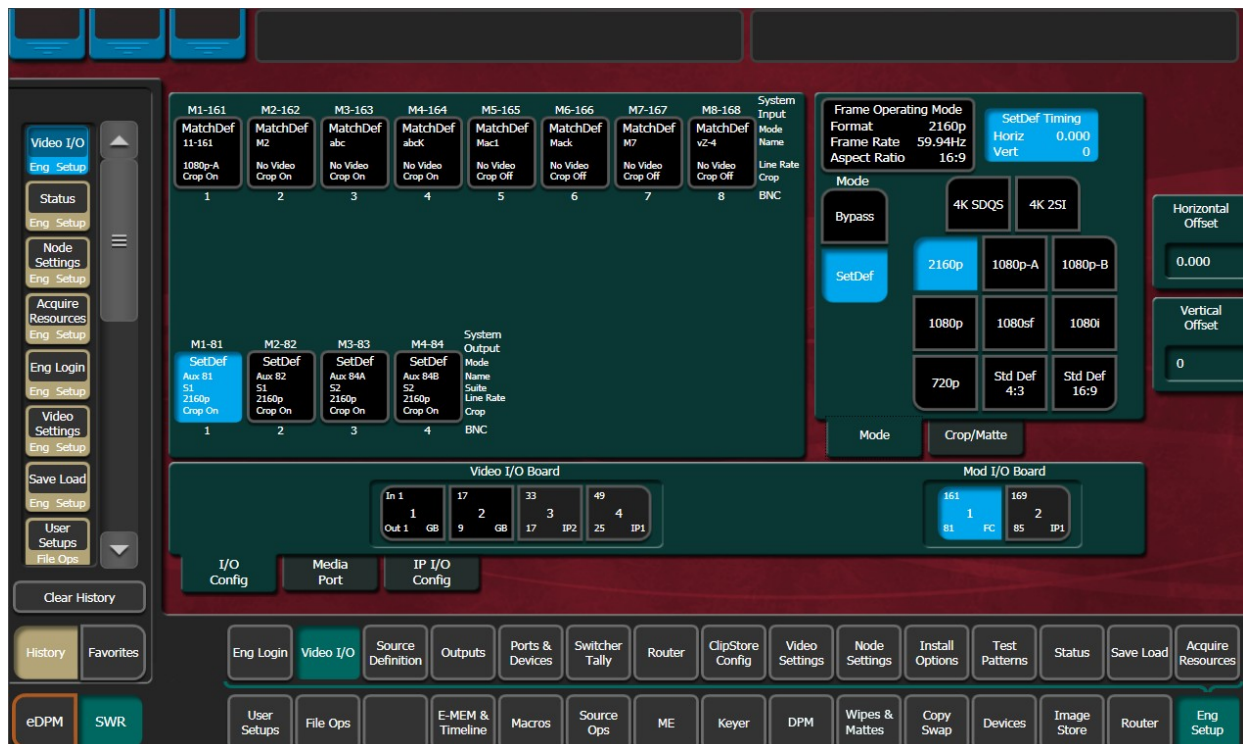 M1-161 M2-162 M3-163 M4-164 M5-165 M6-166 M7-167 M8-168 System Input
MatchDef MatchDef MatchDef MatchDef MatchDef MatchDef MatchDef MatchDef Mode
11-161 M2 abc abcK Mac1 Mack M7 vZ-4 Name
1080p-A No Video No Video No Video No Video No Video No Video No Video Line Rate
Crop On Crop On Crop On Crop On Crop Off Crop Off Crop Off Crop Off Crop
1 2 3 4 5 6 7 8 BNC
M1-81 M2-82 M3-83 M4-84 System Output
SetDef SetDef SetDef SetDef Mode
Aux 81 Aux 82 Aux 84A Aux 84B Name
S1 S1 S2 S2 Suite
2160p 2160p 2160p 2160p Line Rate
Crop On Crop On Crop On Crop On Crop
1 2 3 4 BNC
Frame Operating Mode
Format 2160p
Frame Rate 59.94Hz
Aspect Ratio 16:9
SetDef Timing
Horiz 0.000
Vert 0
Mode
Bypass
SetDef
4K SDQS 4K 2SI
2160p 1080p-A 1080p-B
1080p 1080sf 1080i
720p Std Def 4:3 Std Def 16:9
Mode Crop/Matte
Horizontal Offset
0.000
Vertical Offset
0
Video I/O
Eng Setup
Status
Eng Setup
Node Settings
Eng Setup
Acquire Resources
Eng Setup
Eng Login
Eng Setup
Video Settings
Eng Setup
Save Load
Eng Setup
User Setups
File Ops
Clear History
History Favorites
eDPM SWR
Video I/O Board
In 1 17 33 49
1 2 3 4
Out 1 GB 9 GB 17 IP2 25 IP1
Mod I/O Board
161 169
1 2
81 FC 85 IP1
I/O Config Media Port IP I/O Config
Eng Login Video I/O Source Definition Outputs Ports & Devices Switcher Tally Router ClipStore Config Video Settings Node Settings Install Options Test Patterns Status Save Load Acquire Resources
User Setups File Ops E-MEM & Timeline Macros Source Ops ME Keyer DPM Wipes & Mattes Copy Swap Devices Image Store Router Eng Setup